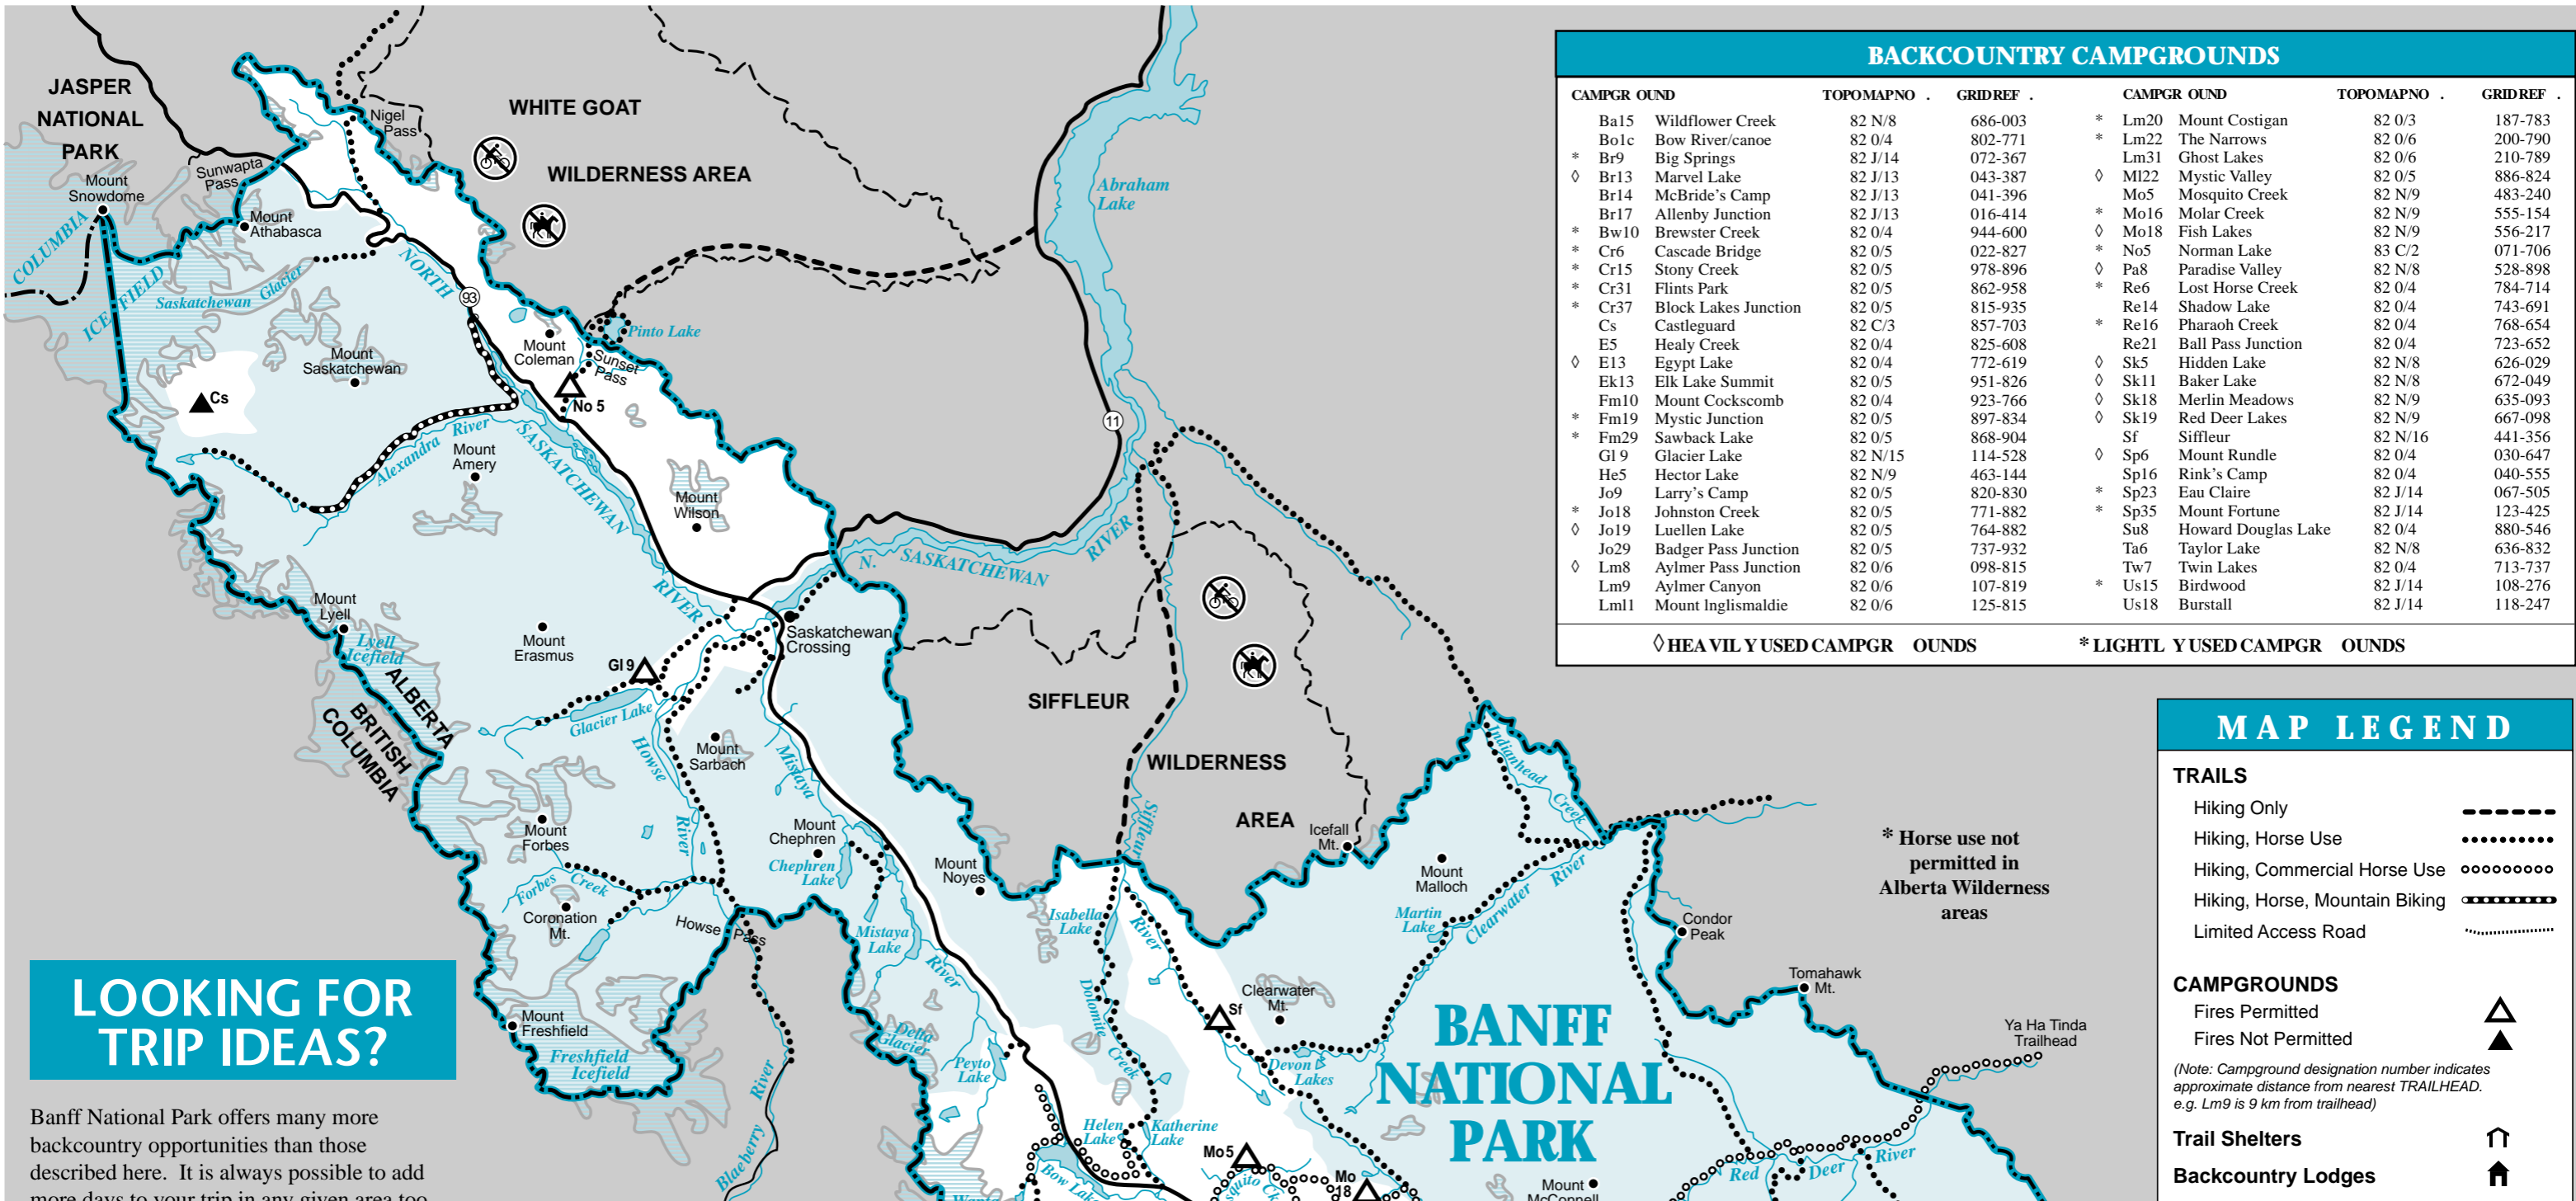 JASPER
NATIONAL
PARK
Mount
Snowdome
Sunwapta
Pass
Mount
Athabasca
COLUMBIA
ICE FIELD
Saskatchewan Glacier
Nigel
Pass
WHITE GOAT
WILDERNESS AREA
NORTH
93
Mount
Coleman
Sunset
Pass
Pinto Lake
No 5
Mount
Saskatchewan
Cs
Alexandra River
Mount
Amery
SASKATCHEWAN
RIVER
Mount
Wilson
Abraham
Lake
11
N. SASKATCHEWAN RIVER
Mount
Lyell
Lyell
Icefield
Mount
Erasmus
Gl 9
Saskatchewan
Crossing
ALBERTA
BRITISH
COLUMBIA
Glacier Lake
Howse
River
Mount
Sarbach
Mistaya
Mount
Chephren
Chephren
Lake
Mount
Forbes
Forbes Creek
Coronation
Mt.
Howse Pass
Mistaya
Lake
River
Mount
Noyes
Mount
Freshfield
Freshfield
Icefield
Delta
Glacier
Peyto
Lake
Blaeberry River
SIFFLEUR
WILDERNESS
AREA
Siffleur
River
Icefall
Mt.
Isabella
Lake
Dolomite
Creek
Helen
Lake
Katherine
Lake
Bow Lake
Sf
Clearwater
Mt.
Devon
Lakes
Mo 5
Mo
18
Mount
Malloch
Martin
Lake
Clearwater River
Indianhead
Creek
Condor
Peak
Tomahawk
Mt.
Ya Ha Tinda
Trailhead
Red Deer River
Mount
McConnell
BANFF
NATIONAL
PARK
* Horse use not
permitted in
Alberta Wilderness
areas
LOOKING FOR
TRIP IDEAS?
Banff National Park offers many more
backcountry opportunities than those
described here. It is always possible to add
more days to your trip in any given area too
BACKCOUNTRY CAMPGROUNDS
CAMPGR OUND TOPOMAPNO . GRIDREF .
Ba15 Wildflower Creek 82 N/8 686-003
Bo1c Bow River/canoe 82 0/4 802-771
* Br9 Big Springs 82 J/14 072-367
◊ Br13 Marvel Lake 82 J/13 043-387
Br14 McBride's Camp 82 J/13 041-396
Br17 Allenby Junction 82 J/13 016-414
* Bw10 Brewster Creek 82 0/4 944-600
* Cr6 Cascade Bridge 82 0/5 022-827
* Cr15 Stony Creek 82 0/5 978-896
* Cr31 Flints Park 82 0/5 862-958
* Cr37 Block Lakes Junction 82 0/5 815-935
Cs Castleguard 82 C/3 857-703
E5 Healy Creek 82 0/4 825-608
◊ E13 Egypt Lake 82 0/4 772-619
Ek13 Elk Lake Summit 82 0/5 951-826
Fm10 Mount Cockscomb 82 0/4 923-766
* Fm19 Mystic Junction 82 0/5 897-834
* Fm29 Sawback Lake 82 0/5 868-904
Gl 9 Glacier Lake 82 N/15 114-528
He5 Hector Lake 82 N/9 463-144
Jo9 Larry's Camp 82 0/5 820-830
* Jo18 Johnston Creek 82 0/5 771-882
◊ Jo19 Luellen Lake 82 0/5 764-882
Jo29 Badger Pass Junction 82 0/5 737-932
◊ Lm8 Aylmer Pass Junction 82 0/6 098-815
Lm9 Aylmer Canyon 82 0/6 107-819
Lml1 Mount lnglismaldie 82 0/6 125-815
CAMPGR OUND TOPOMAPNO . GRIDREF .
* Lm20 Mount Costigan 82 0/3 187-783
* Lm22 The Narrows 82 0/6 200-790
Lm31 Ghost Lakes 82 0/6 210-789
◊ Ml22 Mystic Valley 82 0/5 886-824
Mo5 Mosquito Creek 82 N/9 483-240
* Mo16 Molar Creek 82 N/9 555-154
◊ Mo18 Fish Lakes 82 N/9 556-217
* No5 Norman Lake 83 C/2 071-706
◊ Pa8 Paradise Valley 82 N/8 528-898
* Re6 Lost Horse Creek 82 0/4 784-714
Re14 Shadow Lake 82 0/4 743-691
* Re16 Pharaoh Creek 82 0/4 768-654
Re21 Ball Pass Junction 82 0/4 723-652
◊ Sk5 Hidden Lake 82 N/8 626-029
◊ Sk11 Baker Lake 82 N/8 672-049
◊ Sk18 Merlin Meadows 82 N/9 635-093
◊ Sk19 Red Deer Lakes 82 N/9 667-098
Sf Siffleur 82 N/16 441-356
◊ Sp6 Mount Rundle 82 0/4 030-647
Sp16 Rink's Camp 82 0/4 040-555
* Sp23 Eau Claire 82 J/14 067-505
* Sp35 Mount Fortune 82 J/14 123-425
Su8 Howard Douglas Lake 82 0/4 880-546
Ta6 Taylor Lake 82 N/8 636-832
Tw7 Twin Lakes 82 0/4 713-737
* Us15 Birdwood 82 J/14 108-276
Us18 Burstall 82 J/14 118-247
◊ HEAVIL Y USED CAMPGR OUNDS * LIGHTL Y USED CAMPGR OUNDS
MAP LEGEND
TRAILS
Hiking Only
Hiking, Horse Use
Hiking, Commercial Horse Use
Hiking, Horse, Mountain Biking
Limited Access Road
CAMPGROUNDS
Fires Permitted
Fires Not Permitted
(Note: Campground designation number indicates
approximate distance from nearest TRAILHEAD.
e.g. Lm9 is 9 km from trailhead)
Trail Shelters
Backcountry Lodges